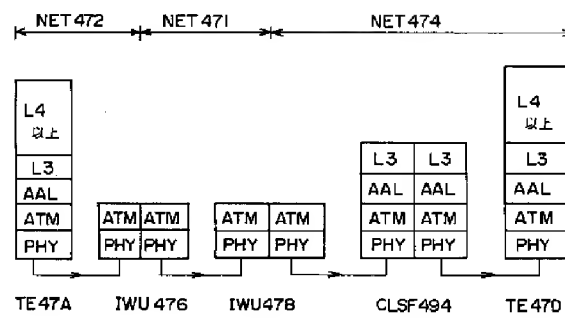 NET472 NET471 NET474
L4 L4
以上 以上
L3 L3 L3 L3
AAL AAL AAL AAL
ATM ATM ATM ATM ATM ATM ATM ATM
PHY PHY PHY PHY PHY PHY PHY PHY
TE47A IWU476 IWU478 CLSF494 TE47D